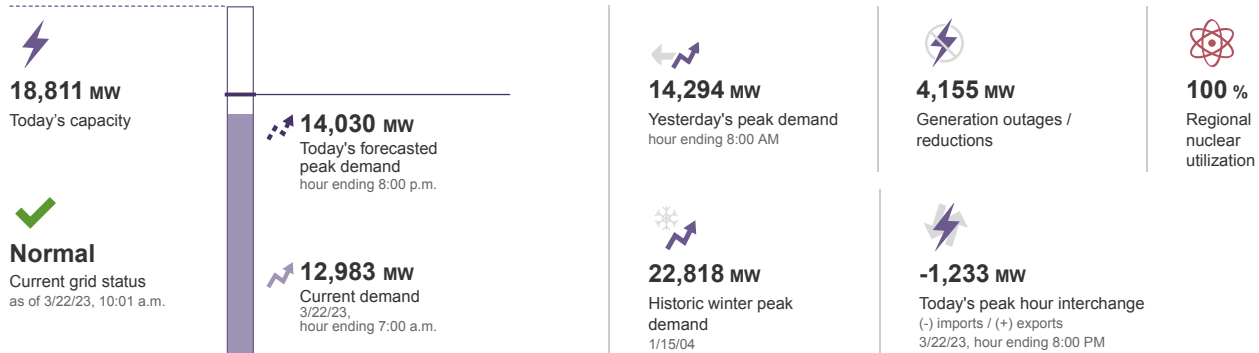 18,811 MW
Today's capacity
Normal
Current grid status
as of 3/22/23, 10:01 a.m.
14,030 MW
Today's forecasted
peak demand
hour ending 8:00 p.m.
12,983 MW
Current demand
3/22/23,
hour ending 7:00 a.m.
14,294 MW
Yesterday's peak demand
hour ending 8:00 AM
4,155 MW
Generation outages /
reductions
100 %
Regional
nuclear
utilization
22,818 MW
Historic winter peak
demand
1/15/04
-1,233 MW
Today's peak hour interchange
(-) imports / (+) exports
3/22/23, hour ending 8:00 PM